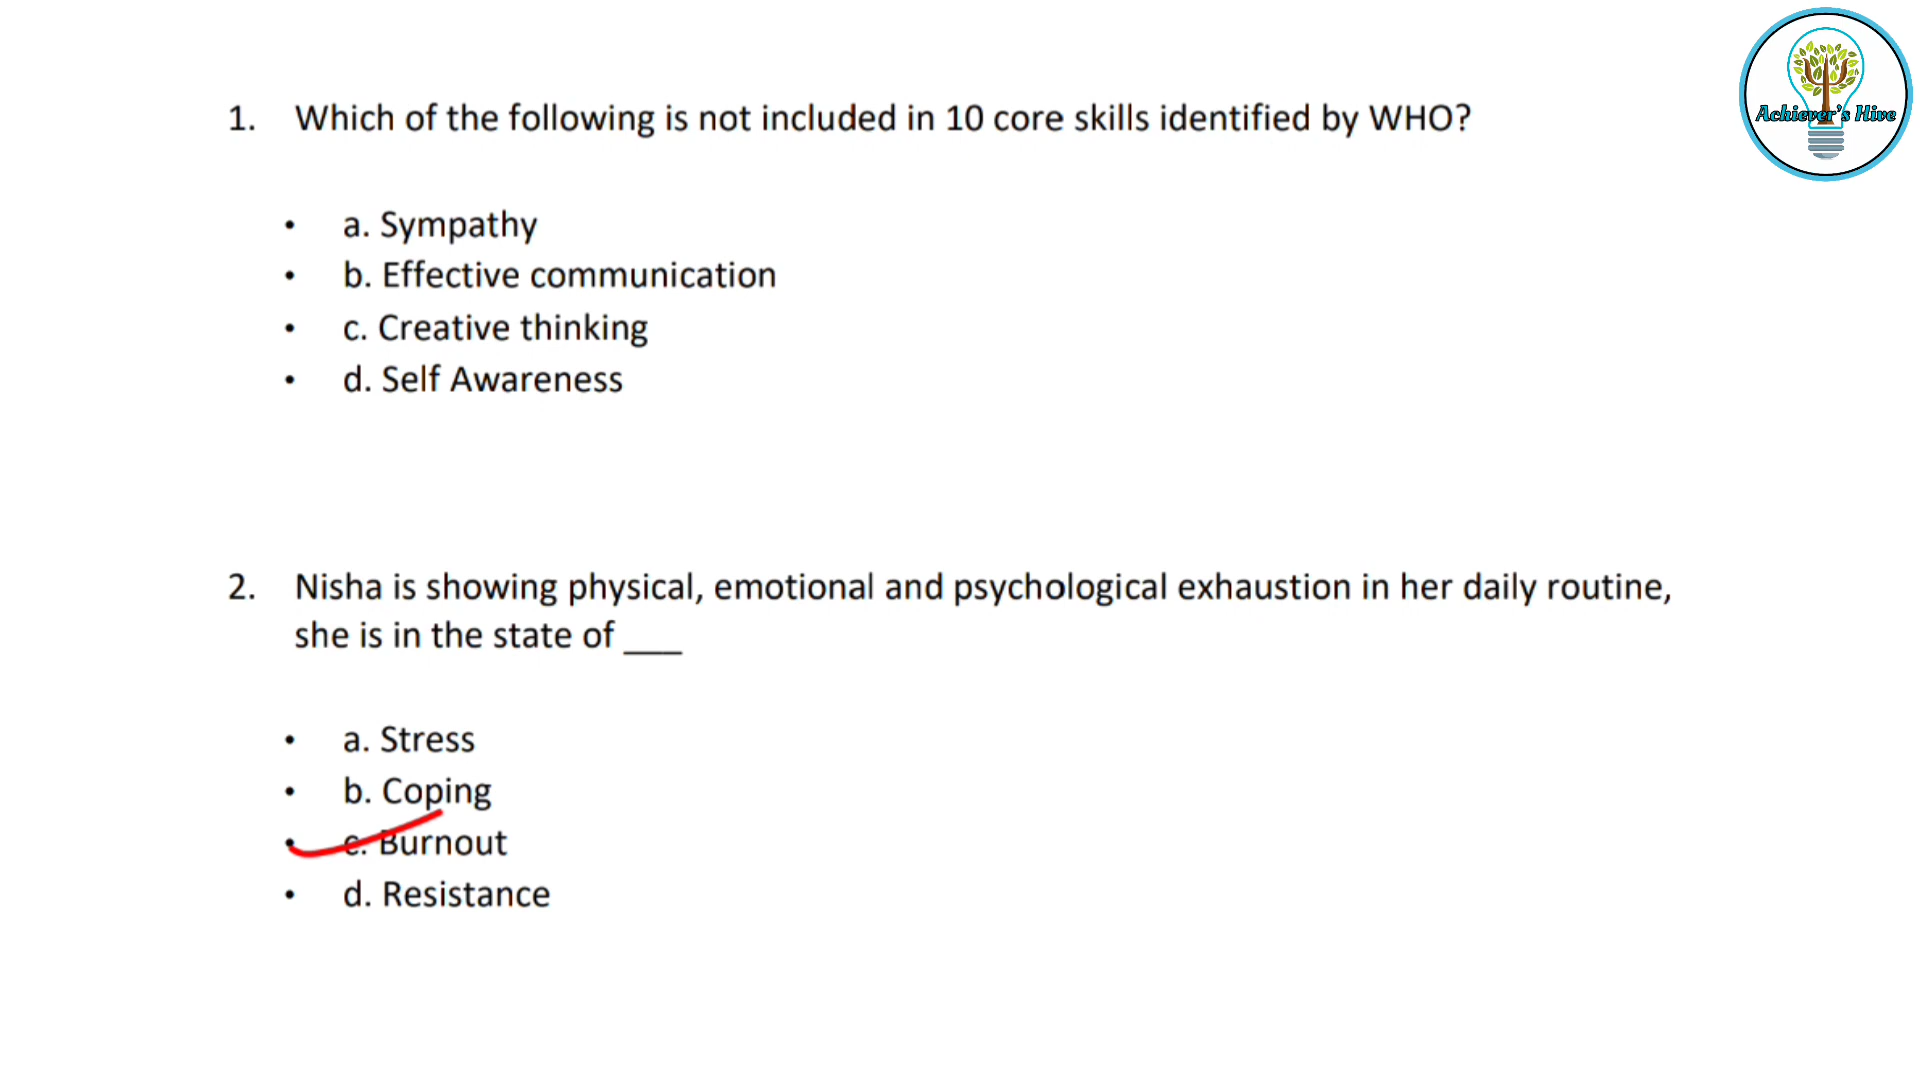 Achiever's Hive
1. Which of the following is not included in 10 core skills identified by WHO?
• a. Sympathy
• b. Effective communication
• c. Creative thinking
• d. Self Awareness
2. Nisha is showing physical, emotional and psychological exhaustion in her daily routine,
she is in the state of ___
• a. Stress
• b. Coping
• c. Burnout
• d. Resistance